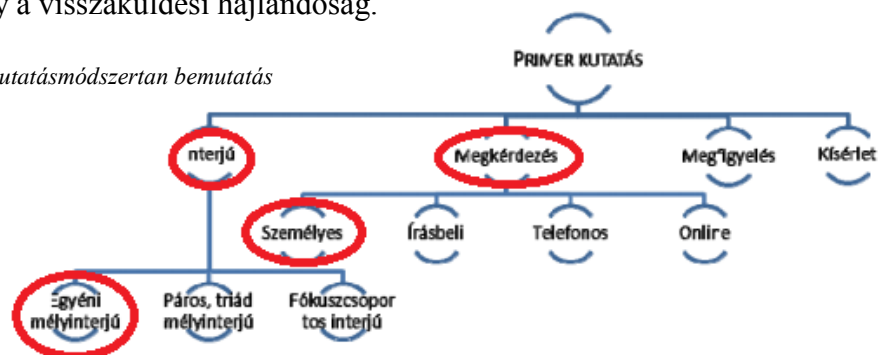 y a visszaküldési hajlandóság.
utatásmódszertan bemutatás
PRIMER KUTATÁS
nterjú Megkérdezés Megfigyelés Kísérlet
Személyes Írásbeli Telefonos Online
Egyéni Páros, triád Fókuszcsopor
mélyinterjú mélyinterjú tos interjú